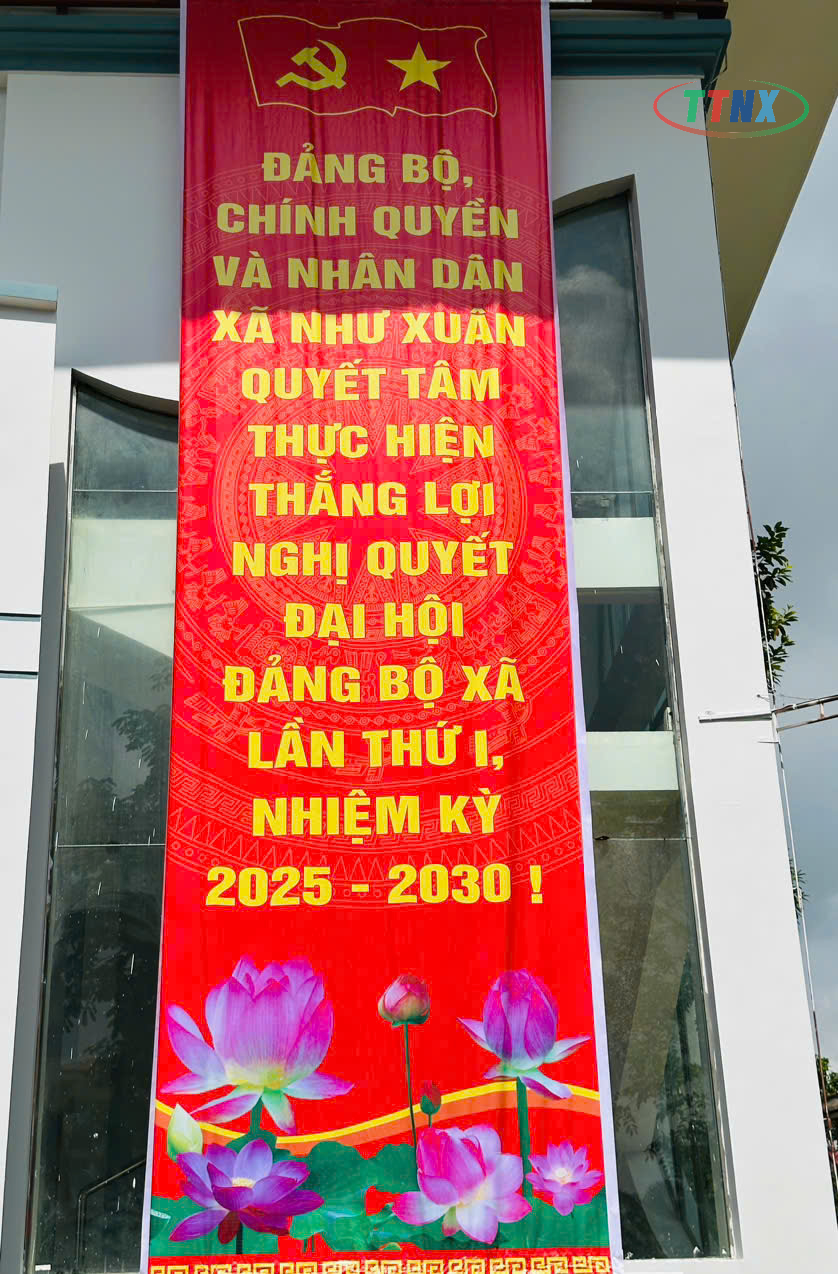 TTNX
ĐẢNG BỘ,
CHÍNH QUYỀN
VÀ NHÂN DÂN
XÃ NHƯ XUÂN
QUYẾT TÂM
THỰC HIỆN
THẮNG LỢI
NGHỊ QUYẾT
ĐẠI HỘI
ĐẢNG BỘ XÃ
LẦN THỨ I,
NHIỆM KỲ
2025 - 2030 !